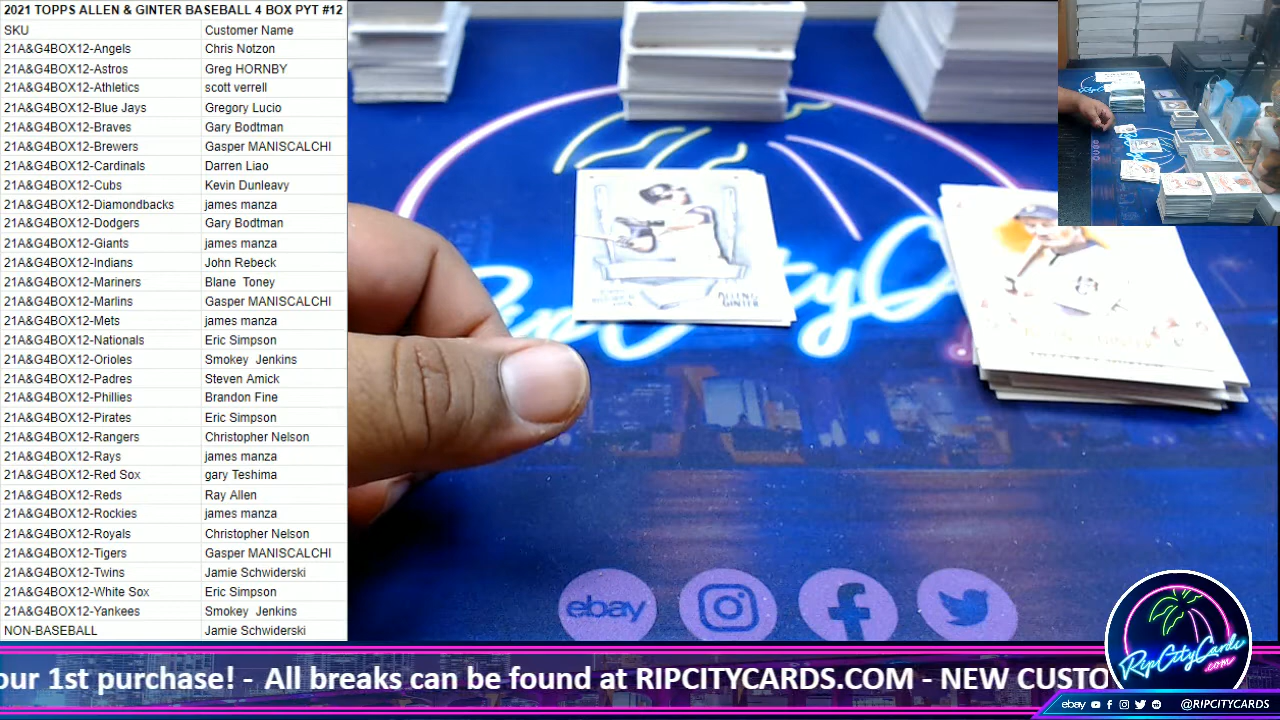 2021 TOPPS ALLEN & GINTER BASEBALL 4 BOX PYT #12
SKU Customer Name
21A&G4BOX12-Angels Chris Notzon
21A&G4BOX12-Astros Greg HORNBY
21A&G4BOX12-Athletics scott verrell
21A&G4BOX12-Blue Jays Gregory Lucio
21A&G4BOX12-Braves Gary Bodtman
21A&G4BOX12-Brewers Gasper MANISCALCHI
21A&G4BOX12-Cardinals Darren Liao
21A&G4BOX12-Cubs Kevin Dunleavy
21A&G4BOX12-Diamondbacks james manza
21A&G4BOX12-Dodgers Gary Bodtman
21A&G4BOX12-Giants james manza
21A&G4BOX12-Indians John Rebeck
21A&G4BOX12-Mariners Blane Toney
21A&G4BOX12-Marlins Gasper MANISCALCHI
21A&G4BOX12-Mets james manza
21A&G4BOX12-Nationals Eric Simpson
21A&G4BOX12-Orioles Smokey Jenkins
21A&G4BOX12-Padres Steven Amick
21A&G4BOX12-Phillies Brandon Fine
21A&G4BOX12-Pirates Eric Simpson
21A&G4BOX12-Rangers Christopher Nelson
21A&G4BOX12-Rays james manza
21A&G4BOX12-Red Sox gary Teshima
21A&G4BOX12-Reds Ray Allen
21A&G4BOX12-Rockies james manza
21A&G4BOX12-Royals Christopher Nelson
21A&G4BOX12-Tigers Gasper MANISCALCHI
21A&G4BOX12-Twins Jamie Schwiderski
21A&G4BOX12-White Sox Eric Simpson
21A&G4BOX12-Yankees Smokey Jenkins
NON-BASEBALL Jamie Schwiderski
ALLEN & GINTER
ebay
our 1st purchase! - All breaks can be found at RIPCITYCARDS.COM - NEW CUSTO
RipCityCards
.com
ebay @RIPCITYCARDS